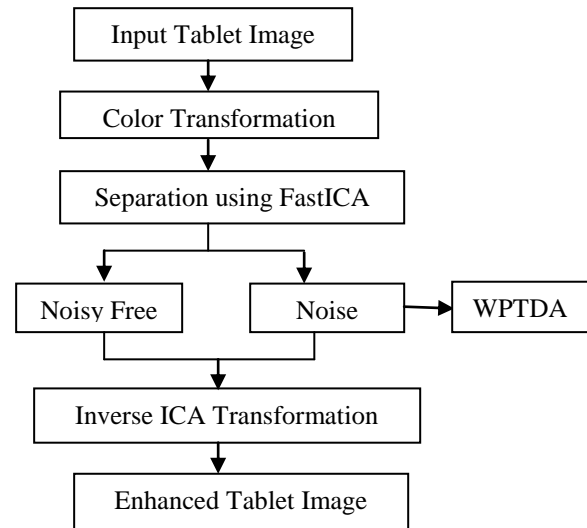 Input Tablet Image
Color Transformation
Separation using FastICA
Noisy Free
Noise
WPTDA
Inverse ICA Transformation
Enhanced Tablet Image